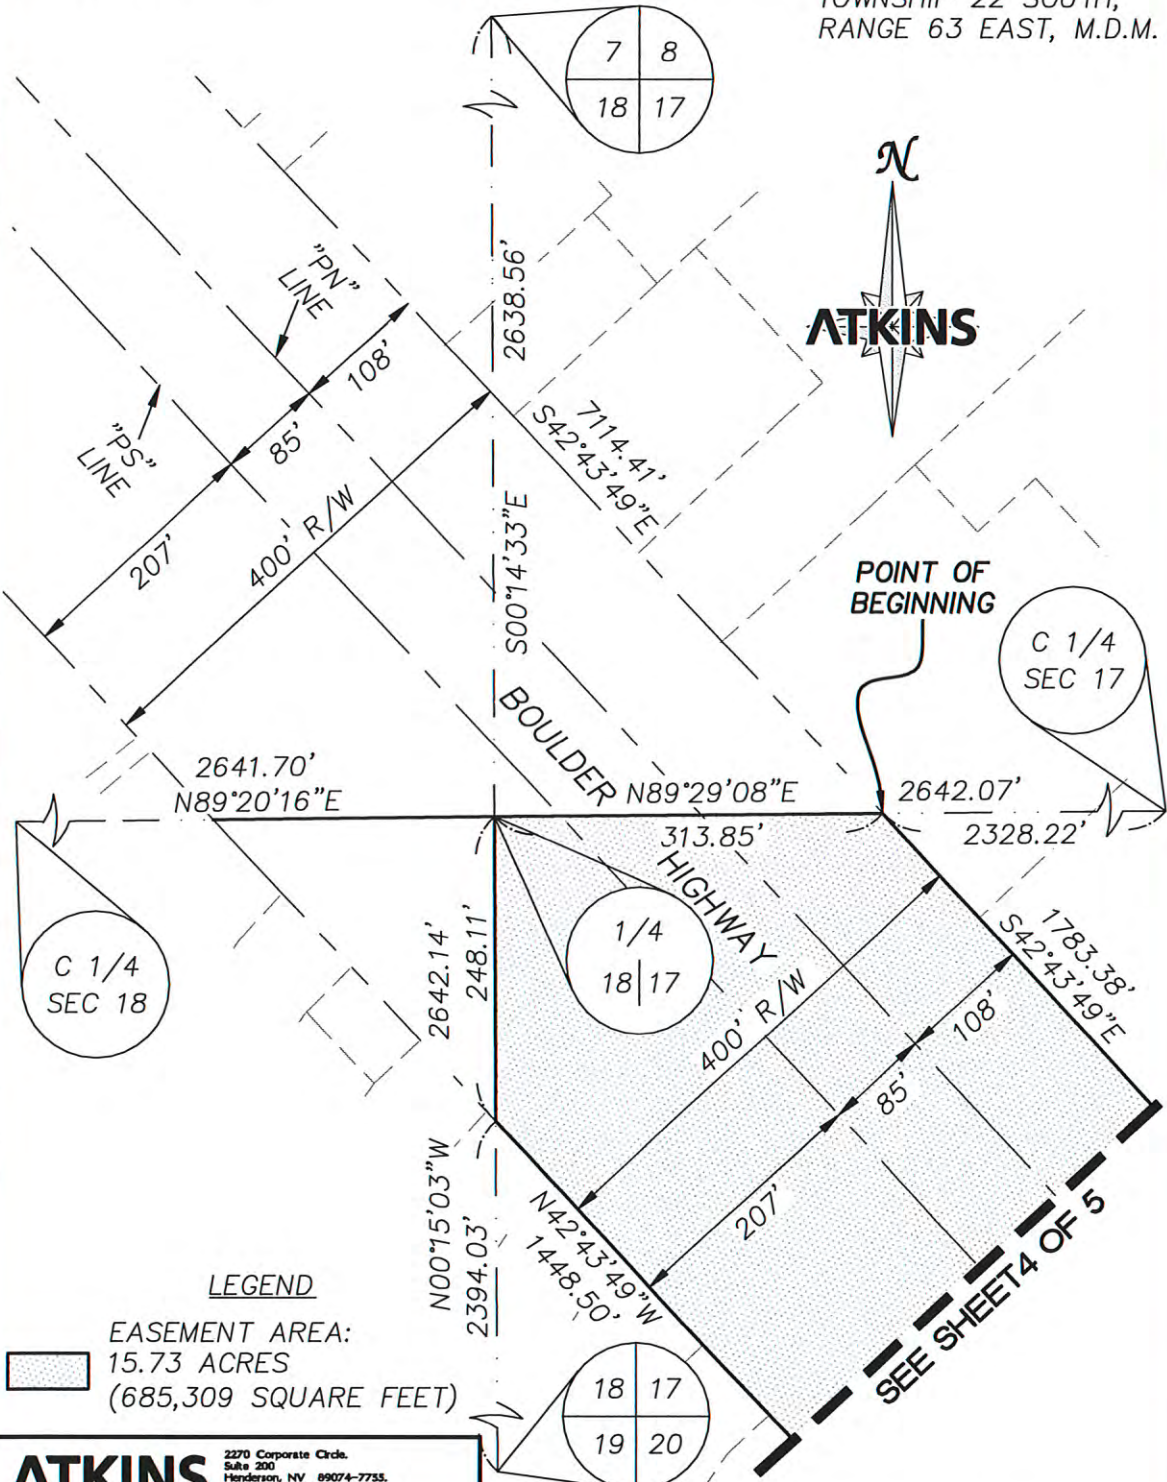 TOWNSHIP 22 SOUTH,
RANGE 63 EAST, M.D.M.
7 8
18 17
N
ATKINS
2638.56'
"PN"
LINE
108'
85'
"PS"
LINE
207'
400' R/W
7114.41'
S42°43'49"E
S00°14'33"E
POINT OF
BEGINNING
C 1/4
SEC 17
BOULDER
HIGHWAY
2641.70'
N89°20'16"E
N89°29'08"E
313.85'
2642.07'
2328.22'
C 1/4
SEC 18
2642.14'
248.11'
1/4
18 17
1783.38'
S42°43'49"E
400' R/W
108'
85'
207'
N00°15'03"W
2394.03'
N42°43'49"W
1448.50'
SEE SHEET 4 OF 5
LEGEND
EASEMENT AREA:
15.73 ACRES
(685,309 SQUARE FEET)
18 17
19 20
ATKINS
2270 Corporate Circle.
Suite 200
Henderson, NV 89074-7755.